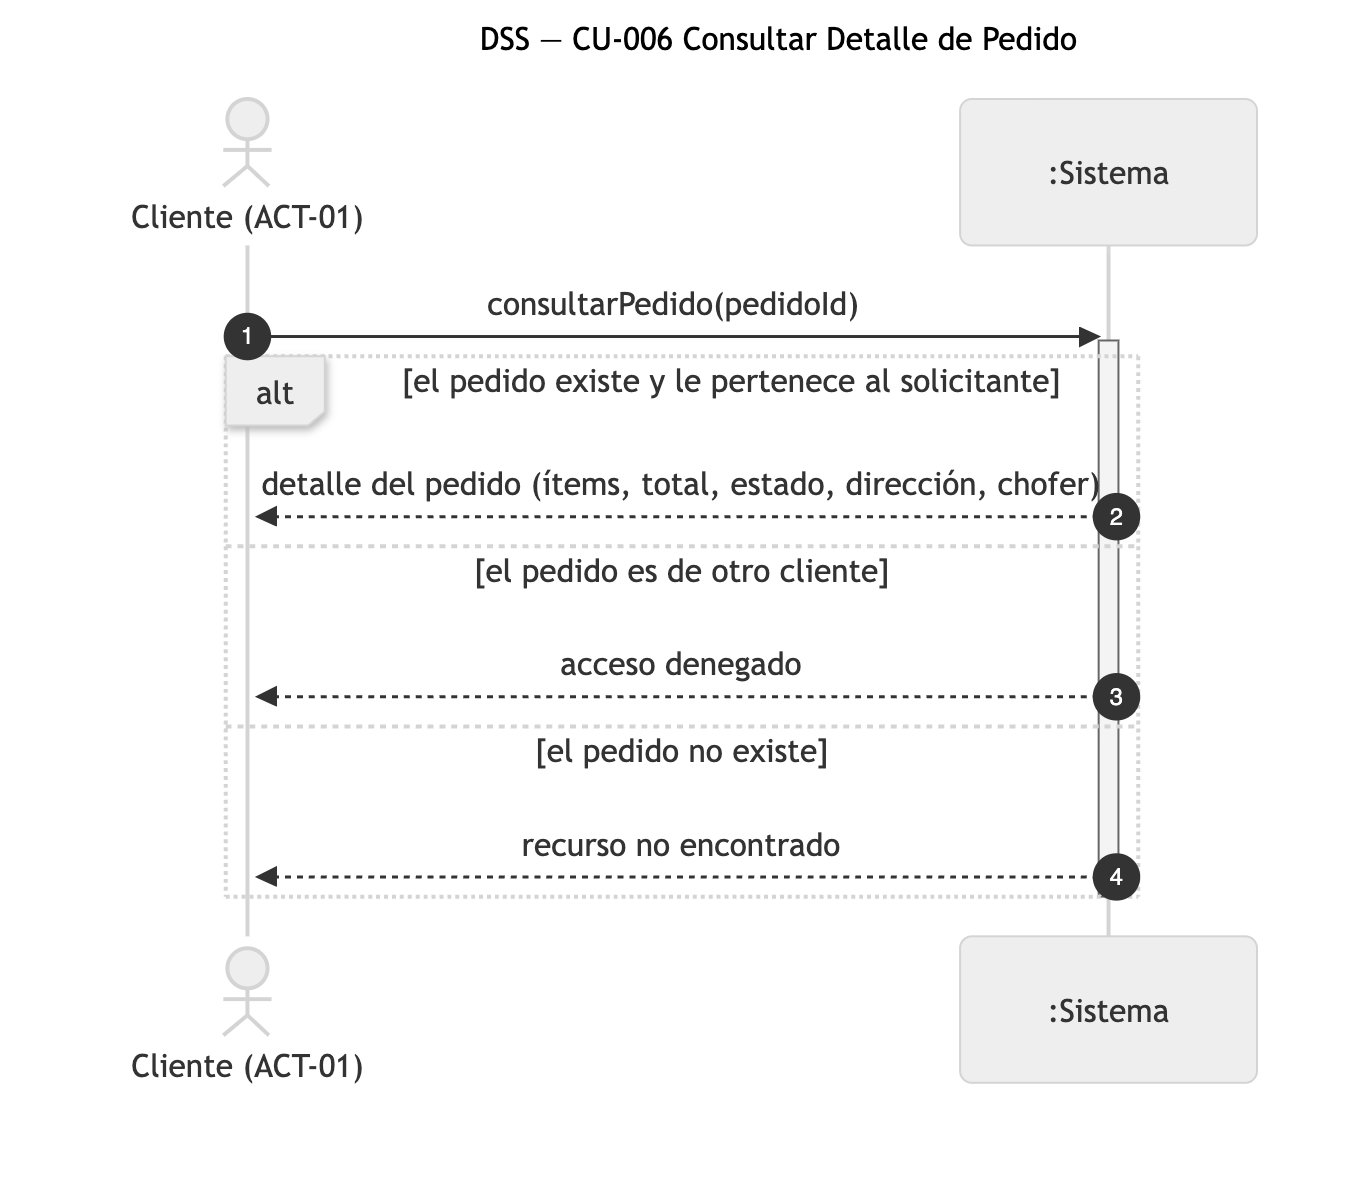 DSS — CU-006 Consultar Detalle de Pedido
Cliente (ACT-01)
:Sistema
consultarPedido(pedidoId)
1
alt
[el pedido existe y le pertenece al solicitante]
detalle del pedido (ítems, total, estado, dirección, chofer)
2
[el pedido es de otro cliente]
acceso denegado
3
[el pedido no existe]
recurso no encontrado
4
Cliente (ACT-01)
:Sistema